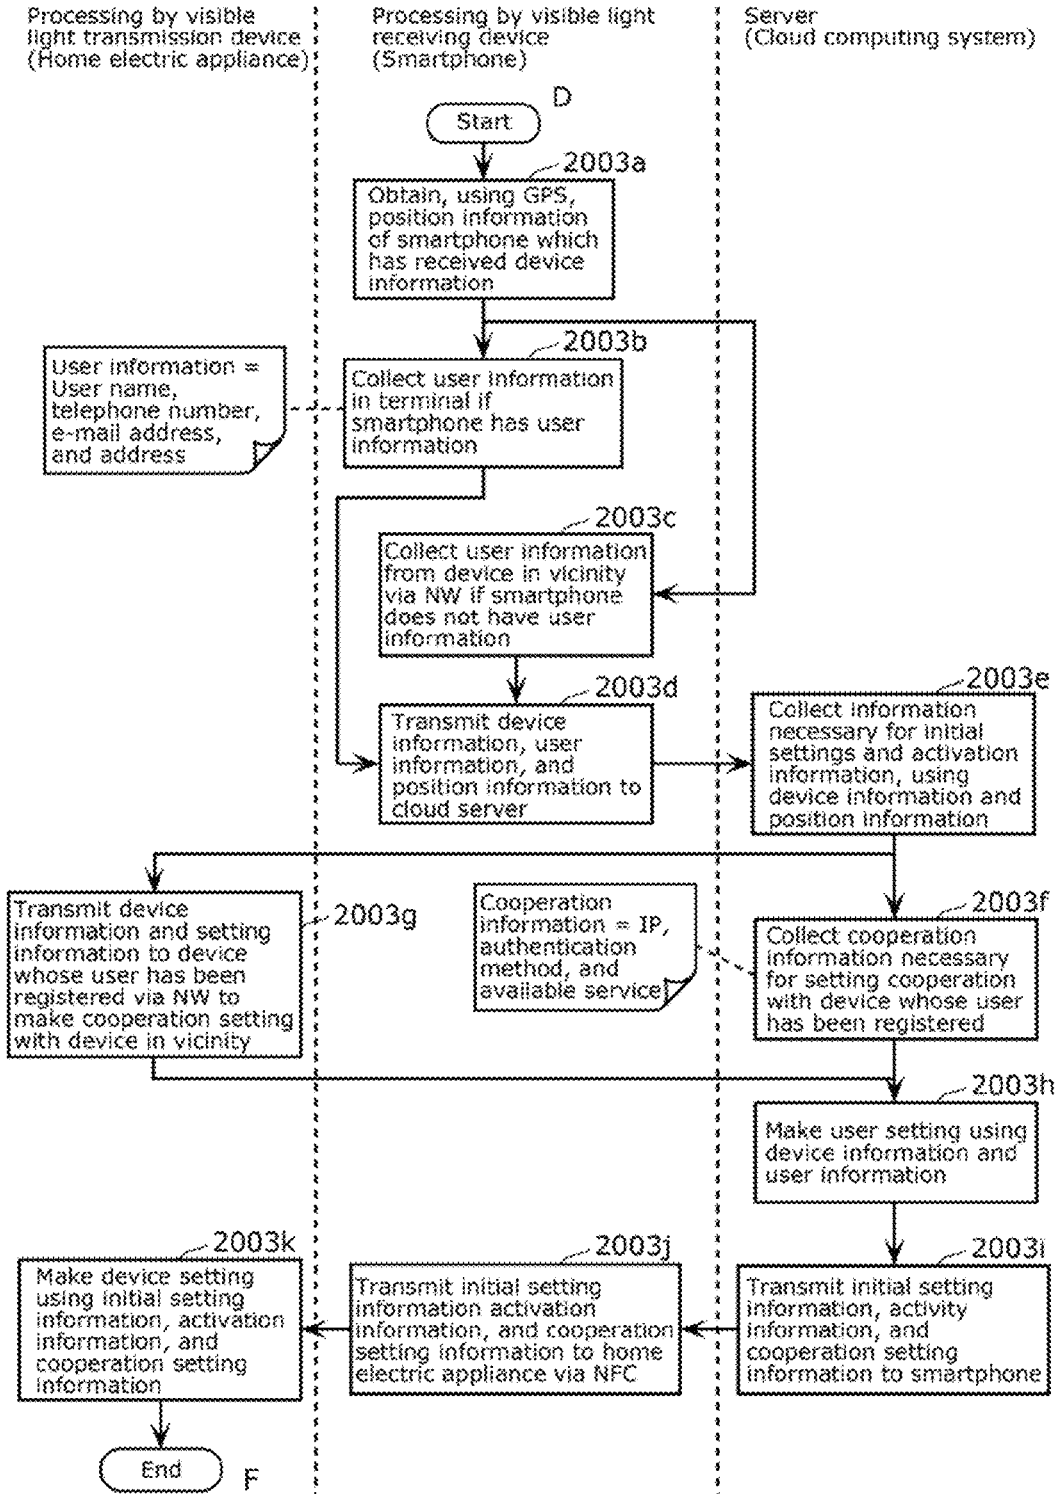 Processing by visible
light transmission device
(Home electric appliance)
Processing by visible light
receiving device
(Smartphone)
Server
(Cloud computing system)
D
Start
2003a
Obtain, using GPS,
position information
of smartphone which
has received device
information
2003b
Collect user information
in terminal if
smartphone has user
information
User information =
User name,
telephone number,
e-mail address,
and address
2003c
Collect user information
from device in vicinity
via NW if smartphone
does not have user
information
2003d
Transmit device
information, user
information, and
position information to
cloud server
2003e
Collect information
necessary for initial
settings and activation
information, using
device information and
position information
2003g
Transmit device
information and setting
information to device
whose user has been
registered via NW to
make cooperation setting
with device in vicinity
Cooperation
information = IP,
authentication
method, and
available service
2003f
Collect cooperation
information necessary
for setting cooperation
with device whose user
has been registered
2003h
Make user setting using
device information and
user information
2003i
Transmit initial setting
information, activity
information, and
cooperation setting
information to smartphone
2003j
Transmit initial setting
information activation
information, and cooperation
setting information to home
electric appliance via NFC
2003k
Make device setting
using initial setting
information, activation
information, and
cooperation setting
information
End
F